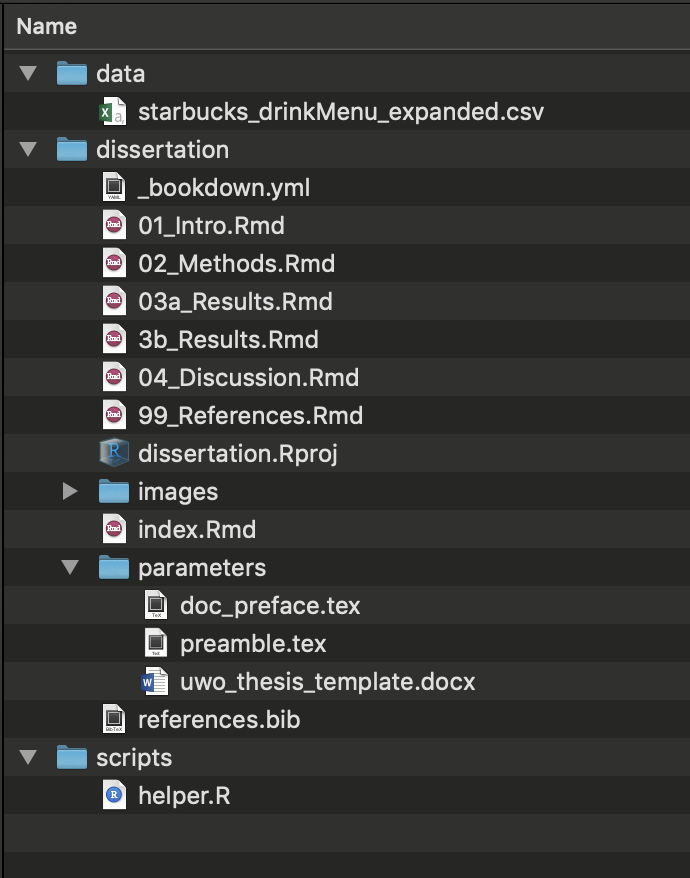 Name
data
starbucks_drinkMenu_expanded.csv
dissertation
_bookdown.yml
01_Intro.Rmd
02_Methods.Rmd
03a_Results.Rmd
3b_Results.Rmd
04_Discussion.Rmd
99_References.Rmd
dissertation.Rproj
images
index.Rmd
parameters
doc_preface.tex
preamble.tex
uwo_thesis_template.docx
references.bib
scripts
helper.R